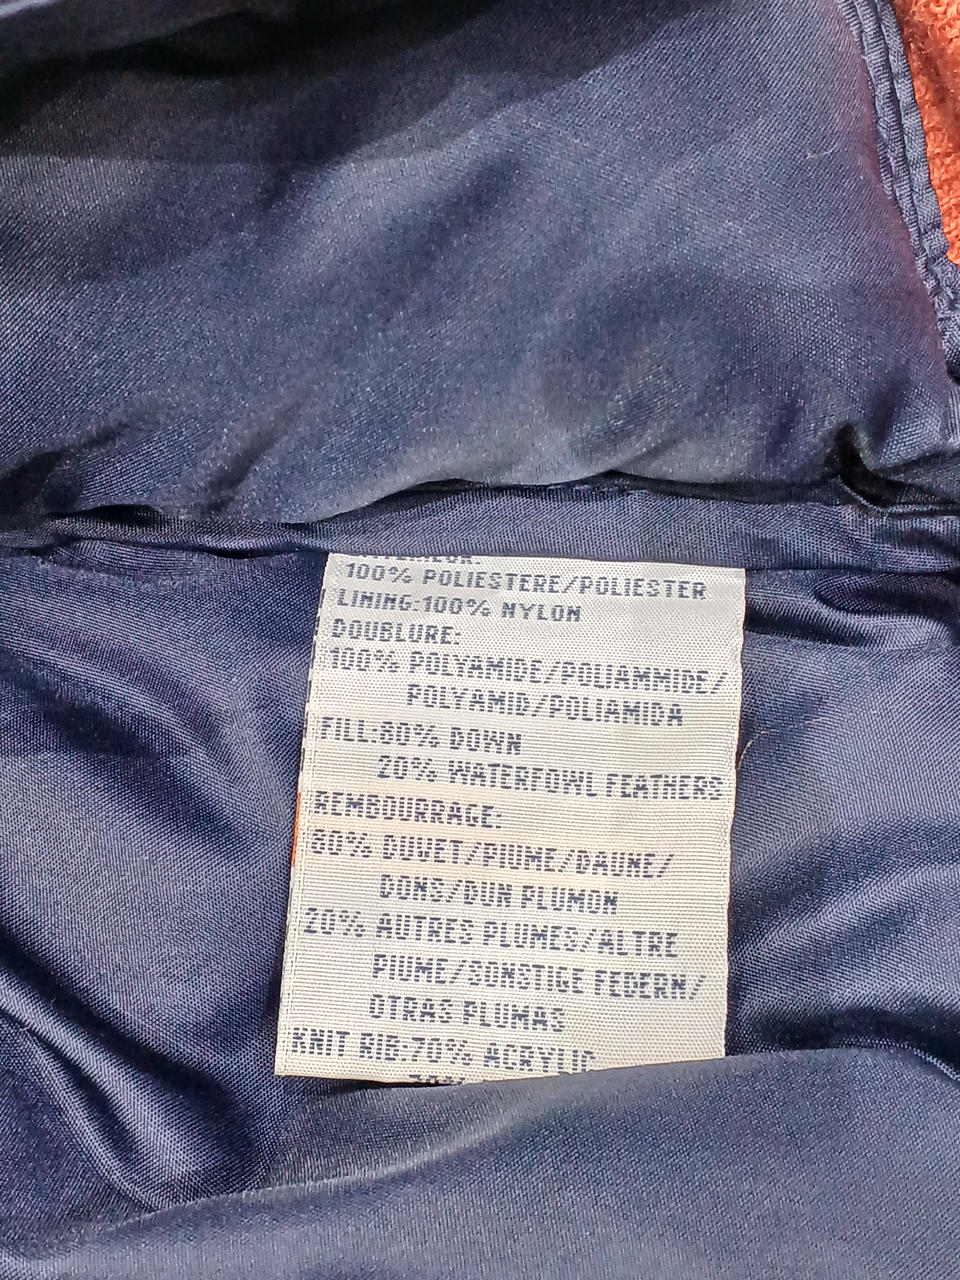 100% POLIESTERE/POLIESTER
LINING:100% NYLON
DOUBLURE:
100% POLYAMIDE/POLIAMMIDE/
POLYAMID/POLIAMIDA
FILL:80% DOWN
20% WATERFOWL FEATHERS
REMBOURRAGE:
80% DUVET/PIUME/DAUNE/
DONS/DUN PLUMON
20% AUTRES PLUMES/ALTRE
PIUME/SONSTIGE FEDERN/
OTRAS PLUMAS
KNIT RIB:70% ACRYLIC